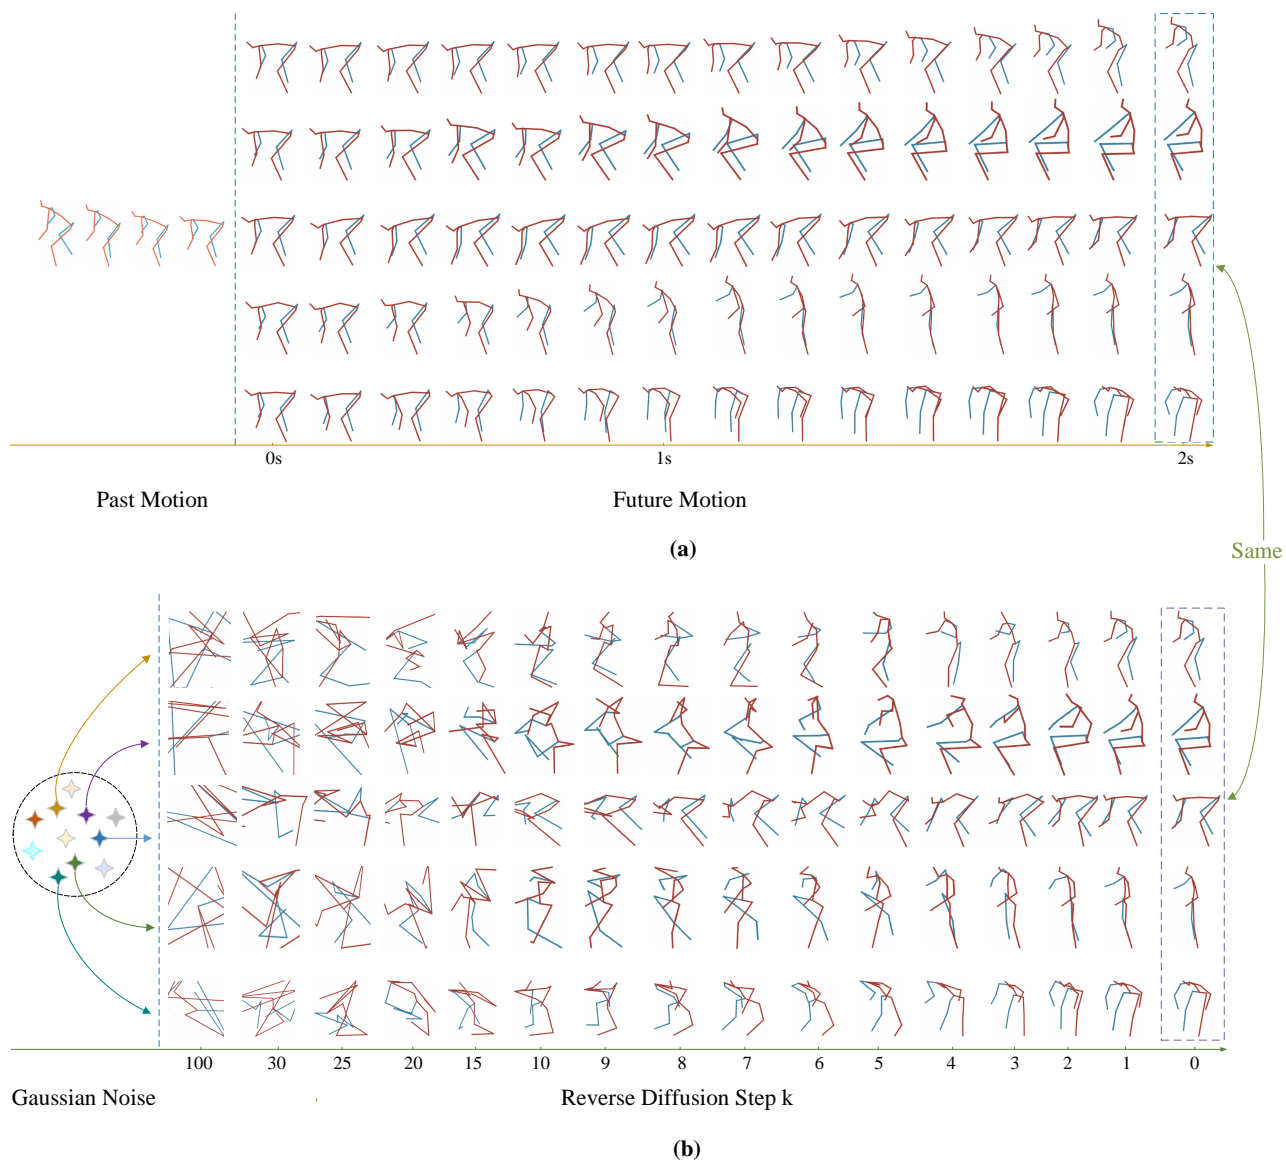 0s 1s 2s
Past Motion Future Motion
(a)
Same
100 30 25 20 15 10 9 8 7 6 5 4 3 2 1 0
Gaussian Noise Reverse Diffusion Step k
(b)